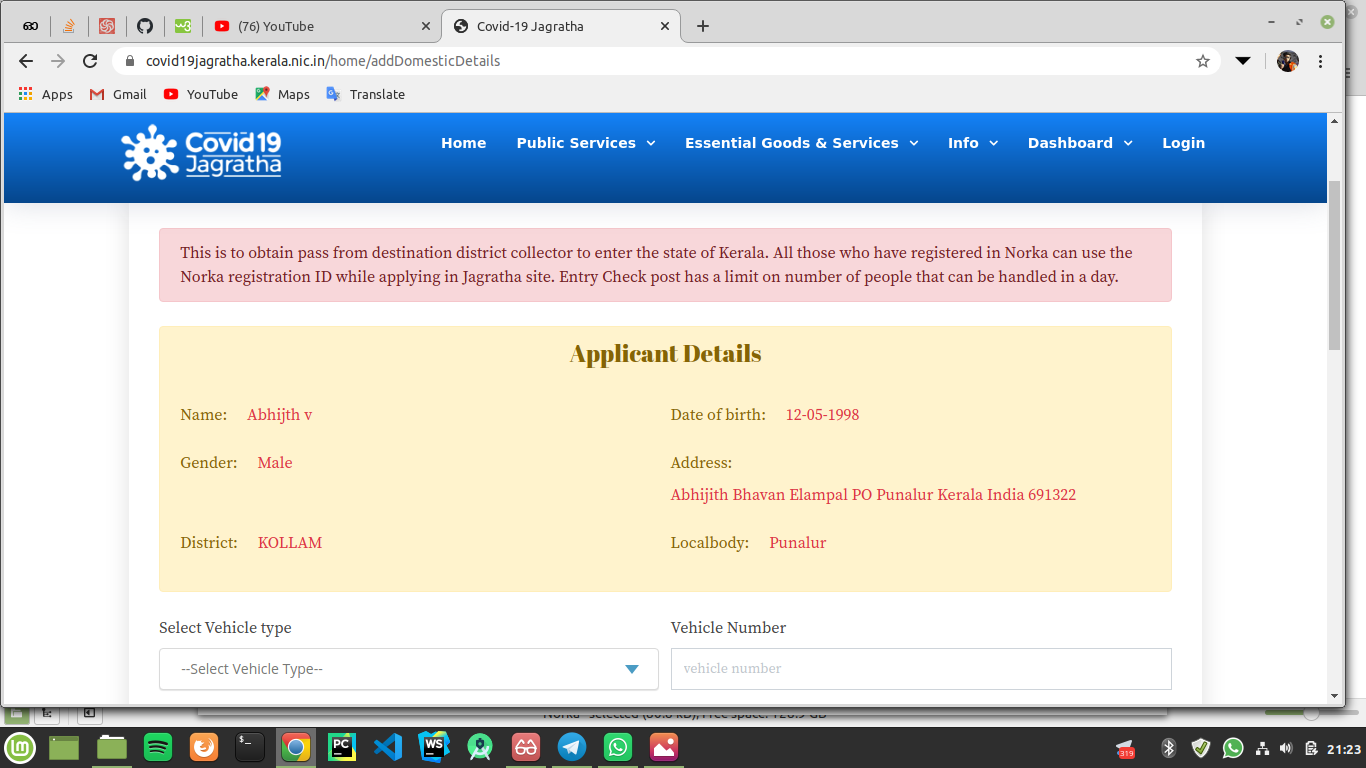 (76) YouTube
Covid-19 Jagratha
covid19jagratha.kerala.nic.in/home/addDomesticDetails
Apps Gmail YouTube Maps Translate
Covid 19
Jagratha
Home Public Services Essential Goods & Services Info Dashboard Login
This is to obtain pass from destination district collector to enter the state of Kerala. All those who have registered in Norka can use the
Norka registration ID while applying in Jagratha site. Entry Check post has a limit on number of people that can be handled in a day.
Applicant Details
Name: Abhijth v Date of birth: 12-05-1998
Gender: Male Address:
Abhijith Bhavan Elampal PO Punalur Kerala India 691322
District: KOLLAM Localbody: Punalur
Select Vehicle type Vehicle Number
--Select Vehicle Type-- vehicle number
PC WS 319 21:23